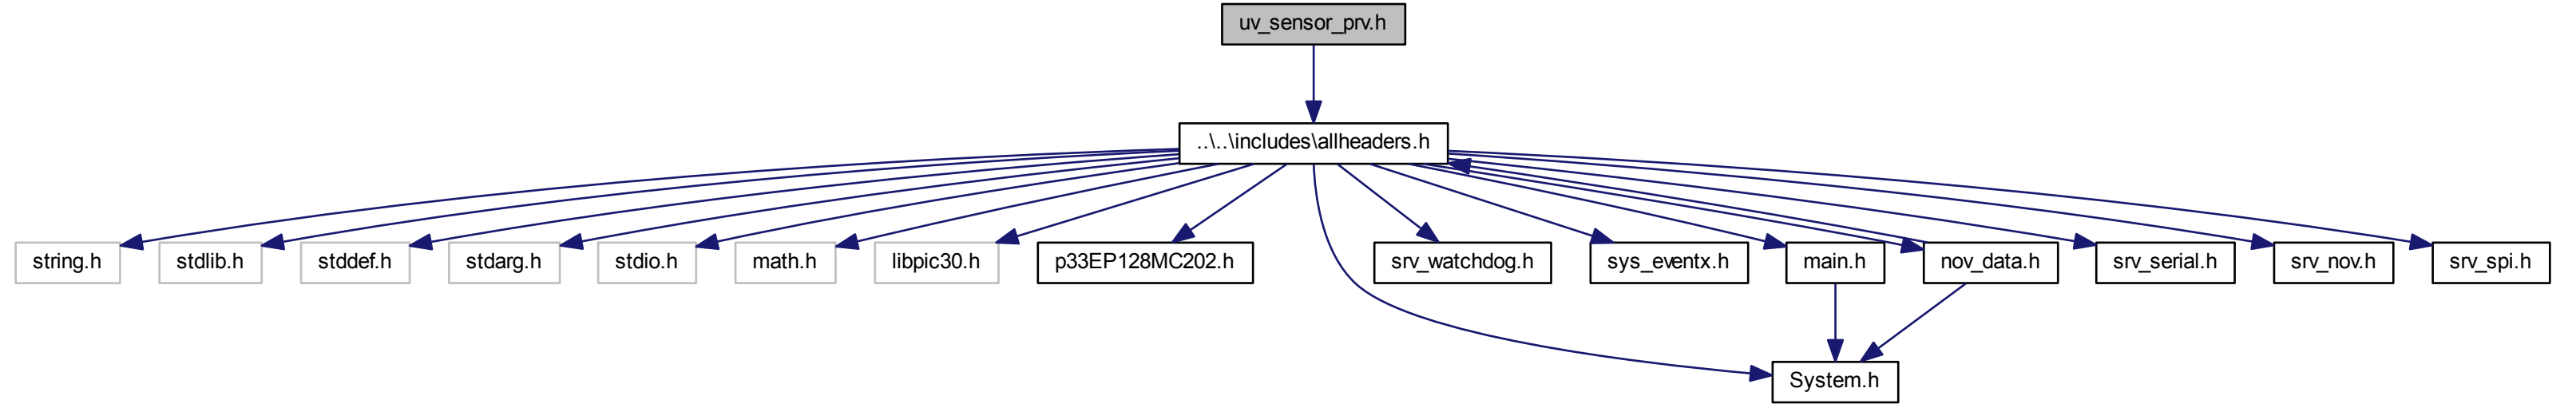 uv_sensor_prv.h
..\..\includes\allheaders.h
string.h
stdlib.h
stddef.h
stdarg.h
stdio.h
math.h
libpic30.h
p33EP128MC202.h
srv_watchdog.h
sys_eventx.h
main.h
nov_data.h
srv_serial.h
srv_nov.h
srv_spi.h
System.h